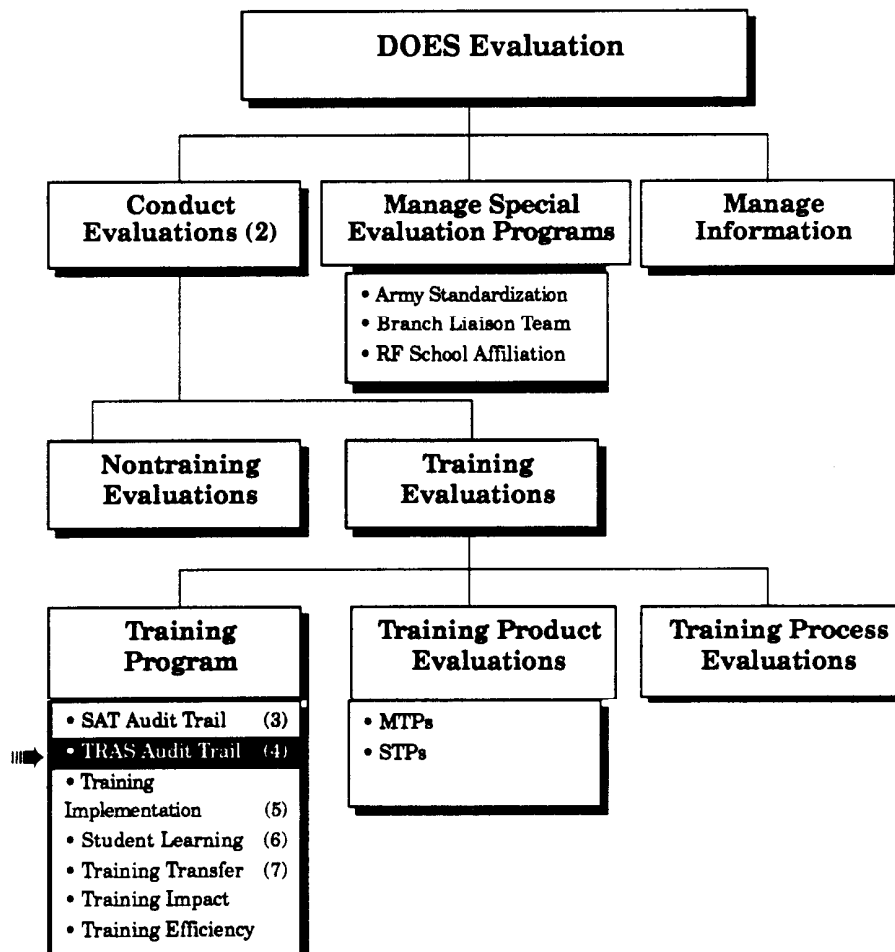 DOES Evaluation
Conduct
Evaluations (2)
Manage Special
Evaluation Programs
• Army Standardization
• Branch Liaison Team
• RF School Affiliation
Manage
Information
Nontraining
Evaluations
Training
Evaluations
Training
Program
• SAT Audit Trail (3)
• TRAS Audit Trail (4)
• Training
Implementation (5)
• Student Learning (6)
• Training Transfer (7)
• Training Impact
• Training Efficiency
Training Product
Evaluations
• MTPs
• STPs
Training Process
Evaluations